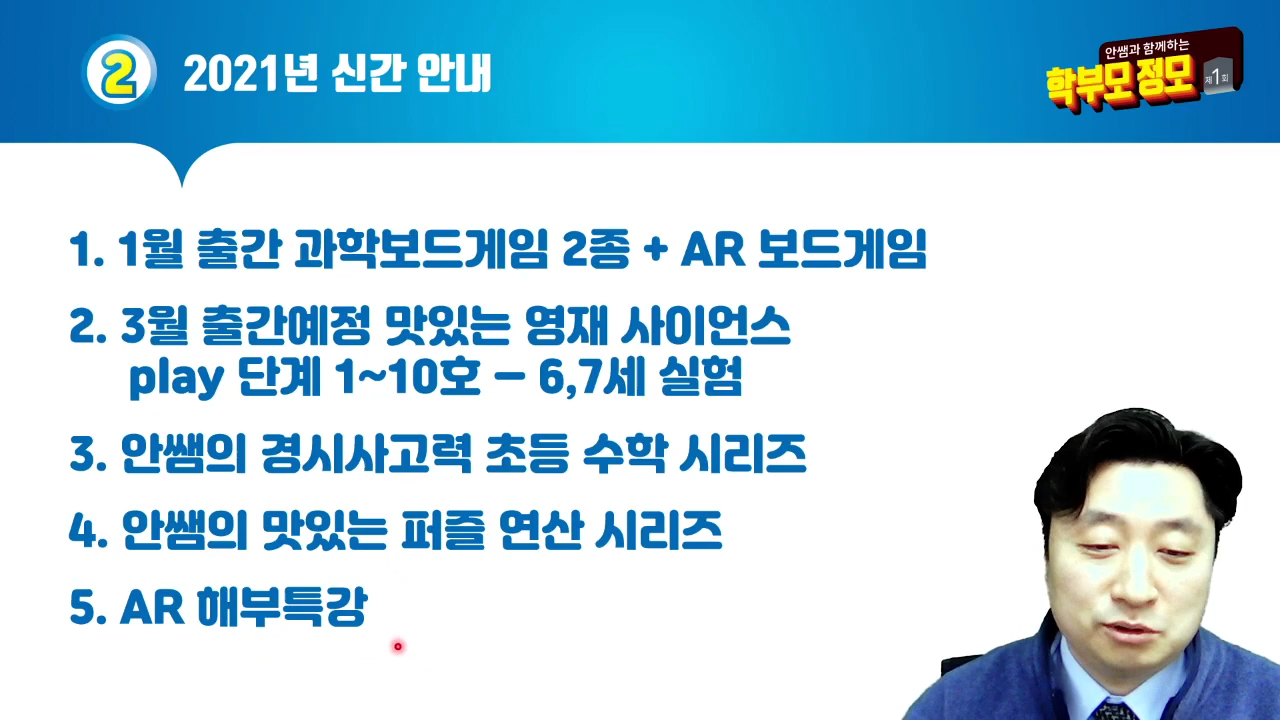 2
2021년 신간 안내
안쌤과 함께하는
학부모 정모
제1회
1. 1월 출간 과학보드게임 2종 + AR 보드게임
2. 3월 출간예정 맛있는 영재 사이언스
play 단계 1~10호 – 6,7세 실험
3. 안쌤의 경시사고력 초등 수학 시리즈
4. 안쌤의 맛있는 퍼즐 연산 시리즈
5. AR 해부특강